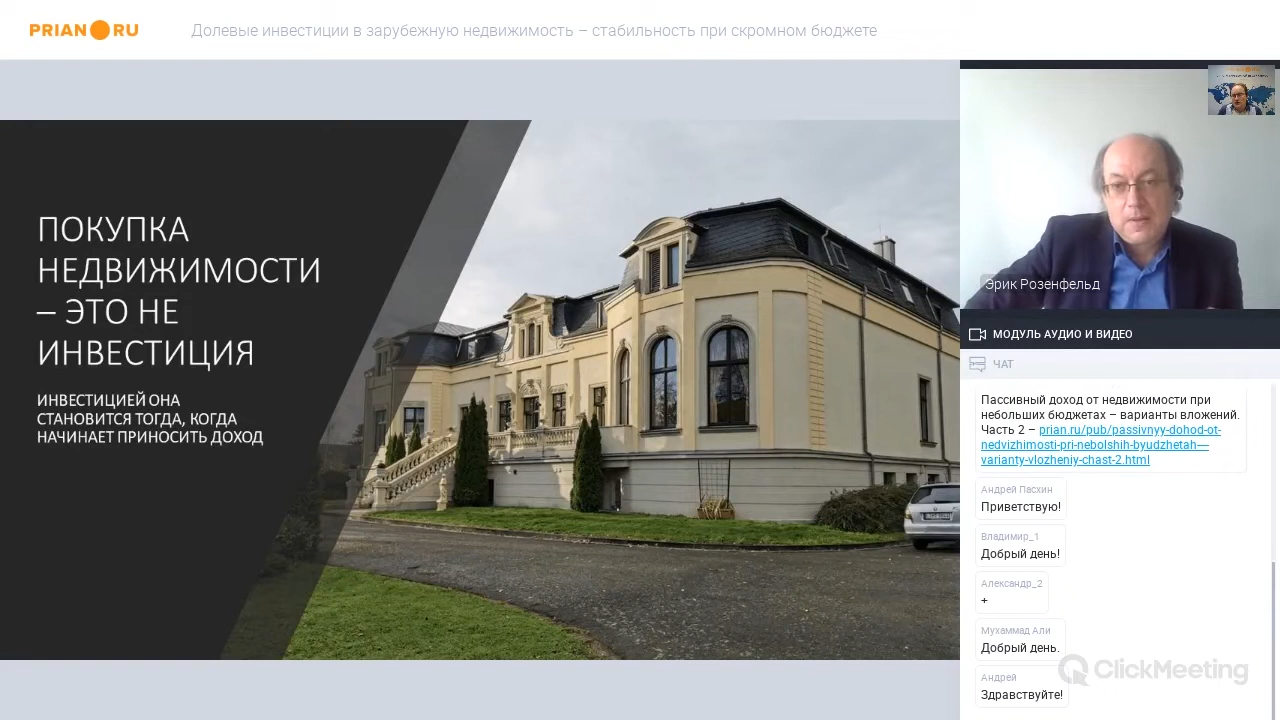 PRIAN RU
Долевые инвестиции в зарубежную недвижимость – стабильность при скромном бюджете
ПОКУПКА
НЕДВИЖИМОСТИ
– ЭТО НЕ
ИНВЕСТИЦИЯ
ИНВЕСТИЦИЕЙ ОНА
СТАНОВИТСЯ ТОГДА, КОГДА
НАЧИНАЕТ ПРИНОСИТЬ ДОХОД
Эрик Розенфельд
МОДУЛЬ АУДИО И ВИДЕО
ЧАТ
Пассивный доход от недвижимости при
небольших бюджетах – варианты вложений.
Часть 2 – prian.ru/pub/passivnyy-dohod-ot-
nedvizhimosti-pri-nebolshih-byudzhetah—
varianty-vlozheniy-chast-2.html
Андрей Пасхин
Приветствую!
Владимир_1
Добрый день!
Александр_2
+
Мухаммад Али
Добрый день.
Андрей
Здравствуйте!
ClickMeeting